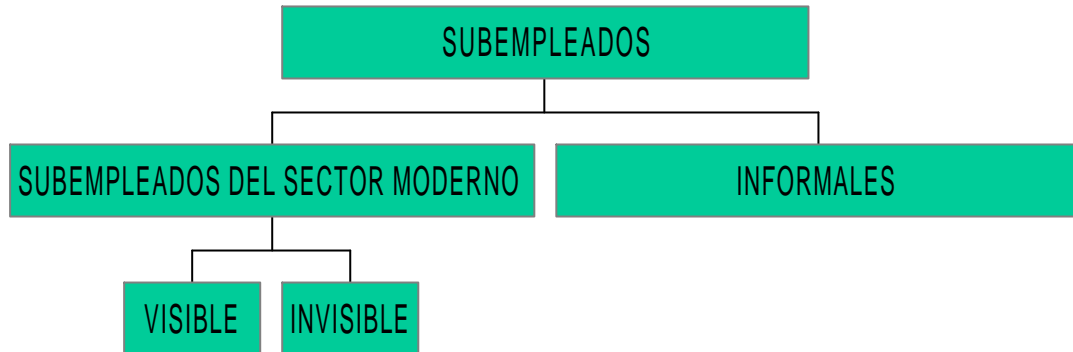 SUBEMPLEADOS
SUBEMPLEADOS DEL SECTOR MODERNO
INFORMALES
VISIBLE
INVISIBLE